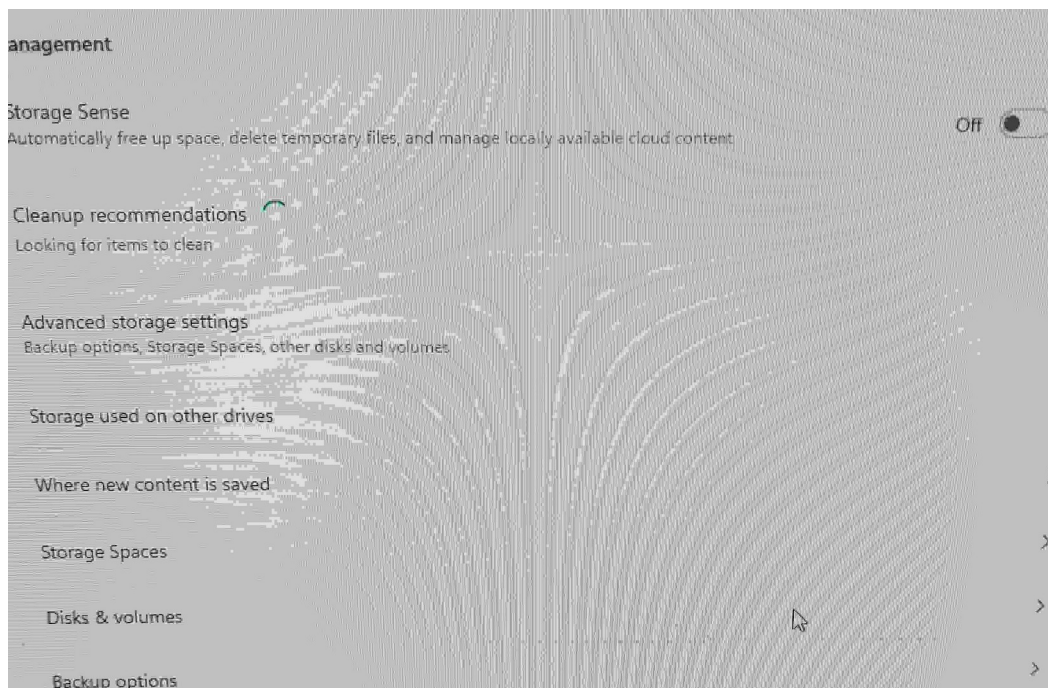 anagement
Storage Sense
Automatically free up space, delete temporary files, and manage locally available cloud content
Off
Cleanup recommendations
Looking for items to clean
Advanced storage settings
Backup options, Storage Spaces, other disks and volumes
Storage used on other drives
Where new content is saved
Storage Spaces
Disks & volumes
Backup options